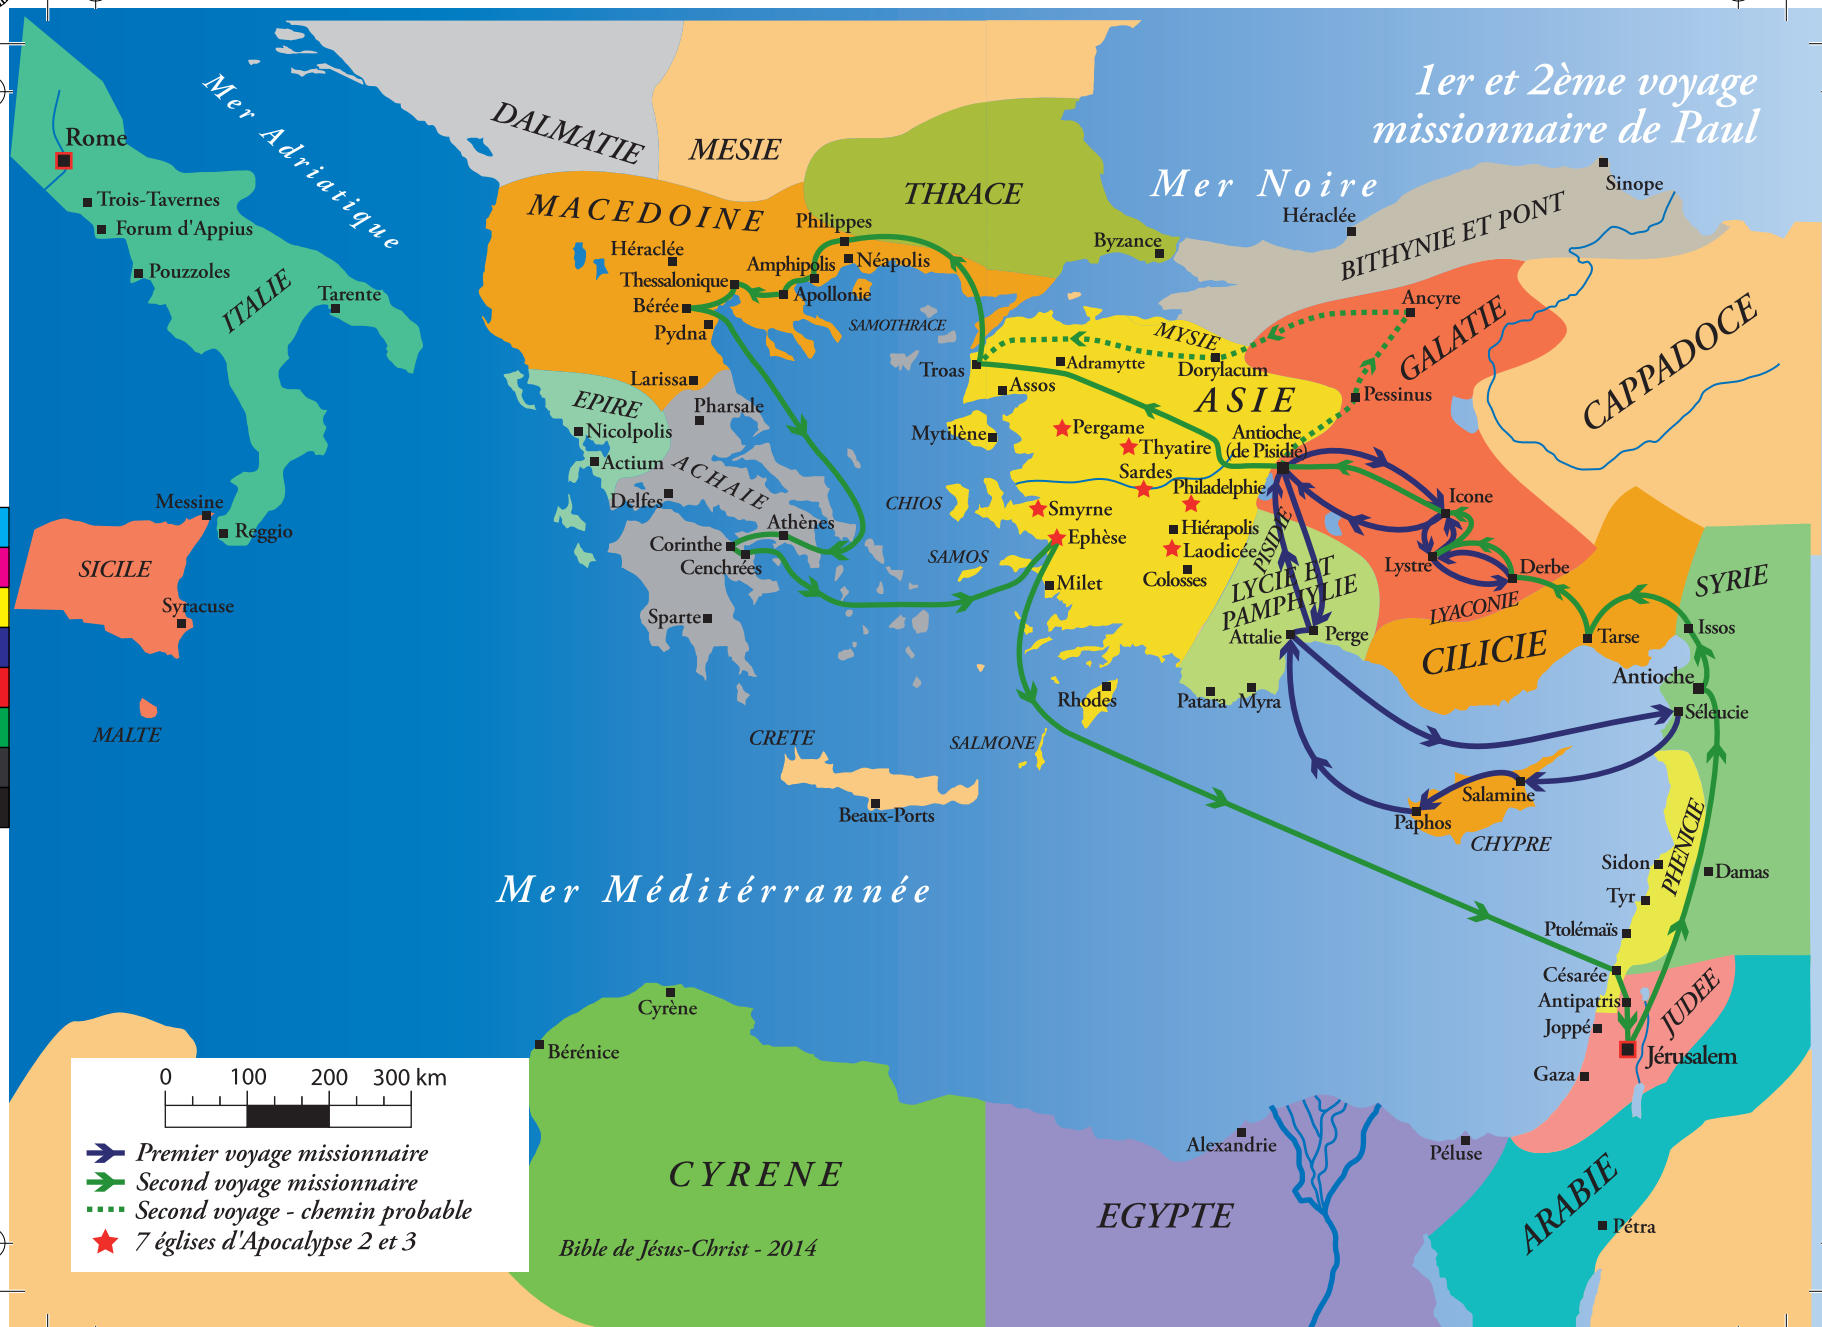 1er et 2ème voyage
missionnaire de Paul
Mer Adriatique
Mer Noire
Mer Méditérrannée
DALMATIE
MESIE
THRACE
MACEDOINE
BITHYNIE ET PONT
GALATIE
CAPPADOCE
MYSIE
ASIE
ITALIE
SICILE
MALTE
EPIRE
ACHAIE
SAMOTHRACE
CHIOS
SAMOS
CRETE
SALMONE
PISIDIE
LYCIE ET
PAMPHYLIE
LYACONIE
CILICIE
SYRIE
CHYPRE
PHENICIE
JUDEE
ARABIE
EGYPTE
CYRENE
Rome
Trois-Tavernes
Forum d'Appius
Pouzzoles
Tarente
Messine
Reggio
Syracuse
Philippes
Héraclée
Amphipolis
Néapolis
Thessalonique
Apollonie
Bérée
Pydna
Larissa
Pharsale
Nicolpolis
Actium
Delfes
Athènes
Corinthe
Cenchrées
Sparte
Byzance
Héraclée
Sinope
Ancyre
Troas
Adramytte
Dorylacum
Assos
Pessinus
Mytilène
Pergame
Thyatire
Antioche
(de Pisidie)
Sardes
Philadelphie
Icone
Smyrne
Hiérapolis
Ephèse
Laodicée
Colosses
Milet
Lystre
Derbe
Attalie
Perge
Tarse
Issos
Antioche
Séleucie
Rhodes
Patara
Myra
Salamine
Paphos
Beaux-Ports
Sidon
Damas
Tyr
Ptolémaïs
Césarée
Antipatris
Joppé
Jérusalem
Gaza
Cyrène
Bérénice
Alexandrie
Péluse
Pétra
0 100 200 300 km
Premier voyage missionnaire
Second voyage missionnaire
Second voyage - chemin probable
7 églises d'Apocalypse 2 et 3
Bible de Jésus-Christ - 2014